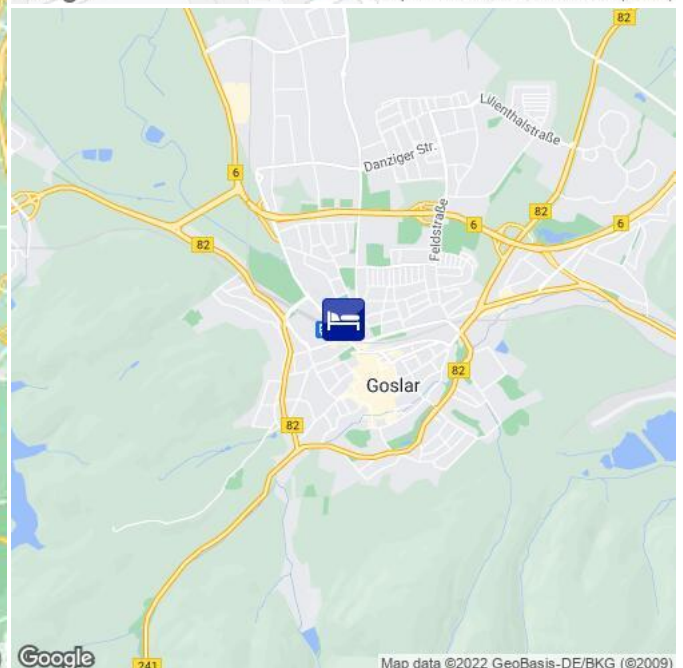 82
Lilienthalstraße
Danziger Str.
6
Feldstraße
82
6
6
82
82
Goslar
82
241
Google
Map data ©2022 GeoBasis-DE/BKG (©2009)